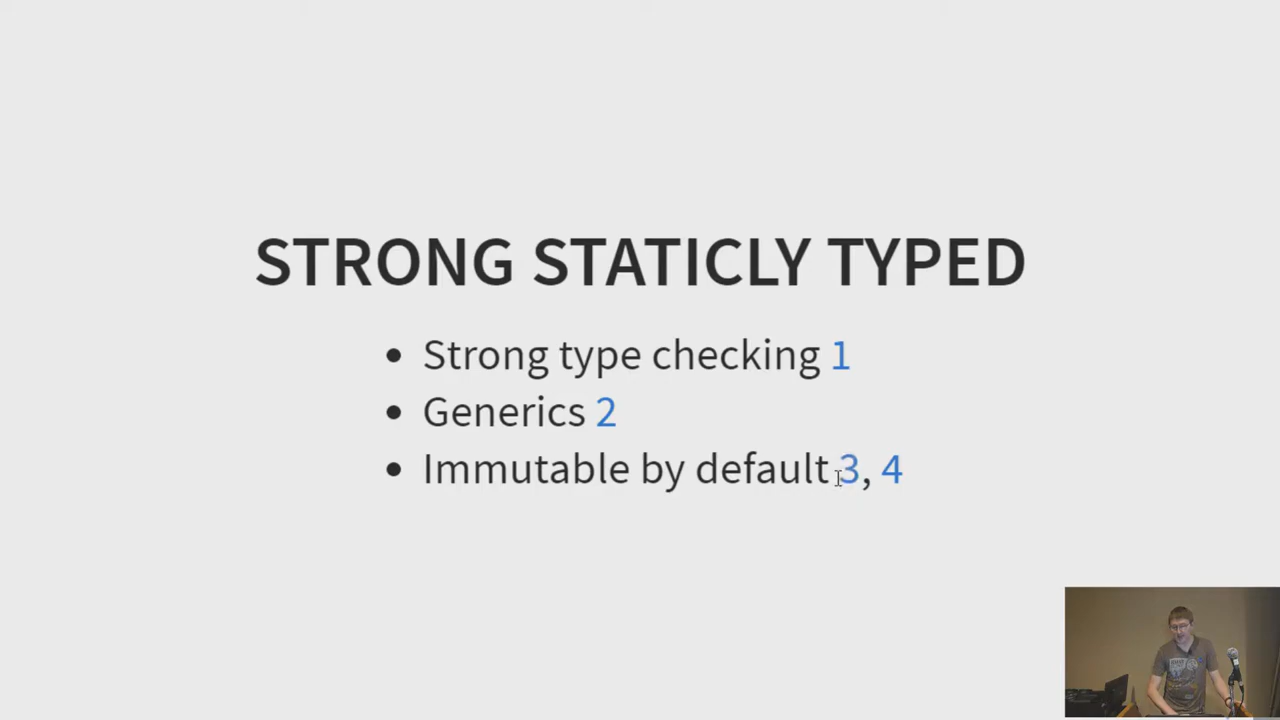 STRONG STATICLY TYPED
Strong type checking 1
Generics 2
Immutable by default 3, 4